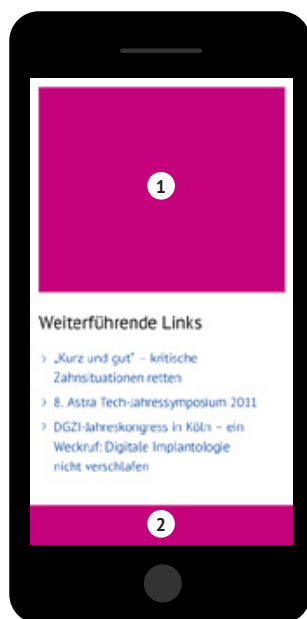 1
Weiterführende Links
› „Kurz und gut“ – kritische
Zahnsituationen retten
› 8. Astra Tech-Jahressymposium 2011
› DGZI-Jahreskongress in Köln – ein
Weckruf: Digitale Implantologie
nicht verschlafen
2